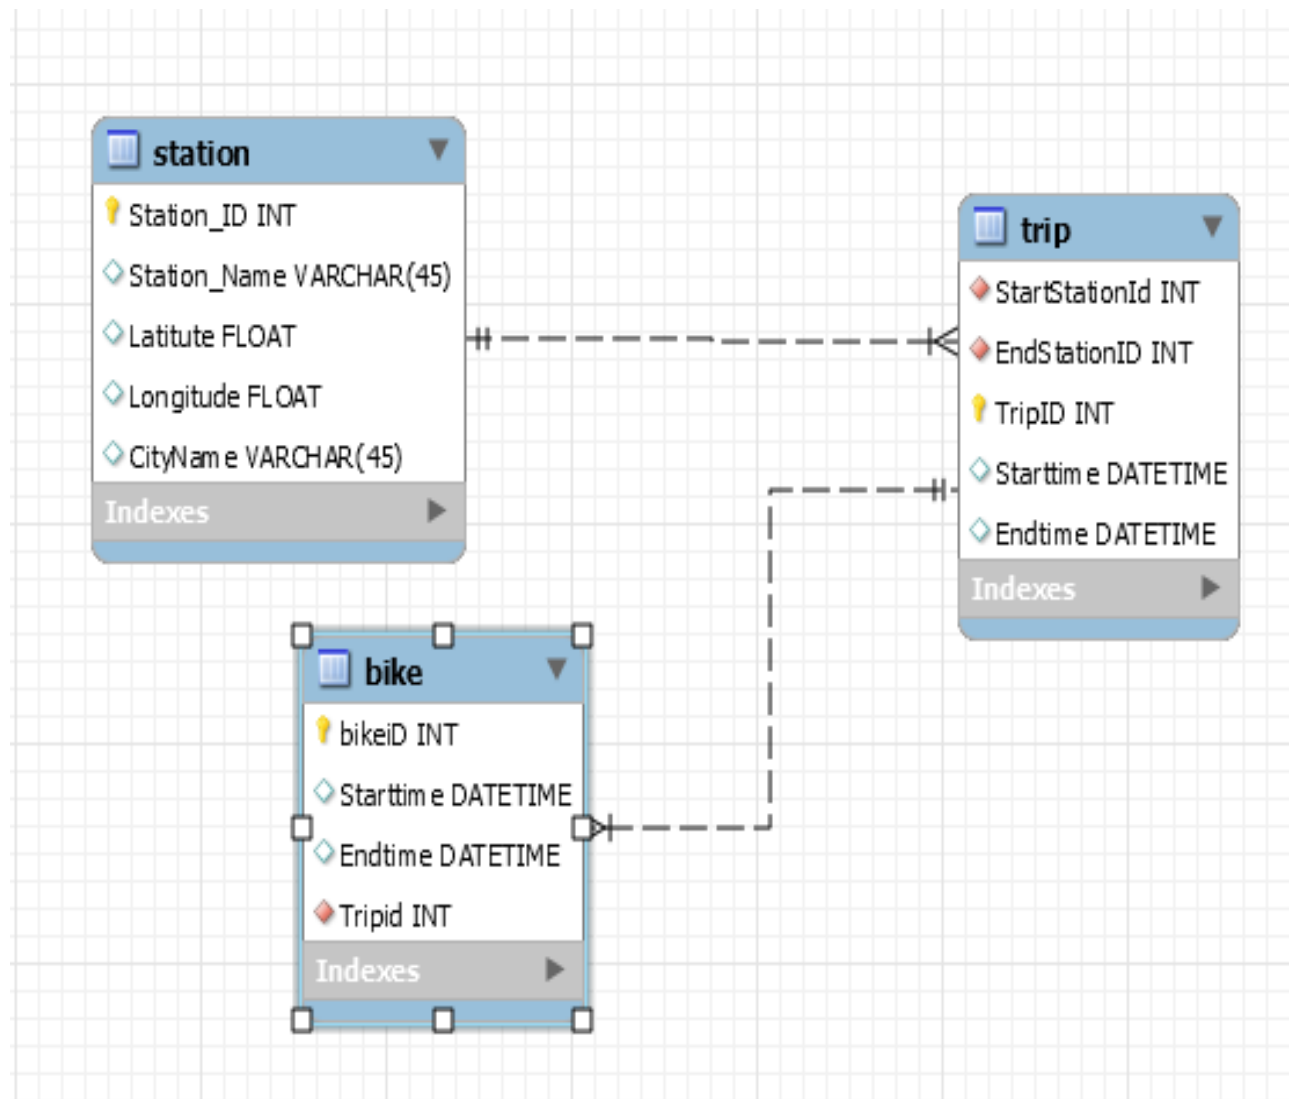 station
Station_ID INT
Station_Name VARCHAR(45)
Latitute FLOAT
Longitude FLOAT
CityName VARCHAR(45)
Indexes
trip
StartStationId INT
EndStationID INT
TripID INT
Starttime DATETIME
Endtime DATETIME
Indexes
bike
bikeiD INT
Starttime DATETIME
Endtime DATETIME
Tripid INT
Indexes